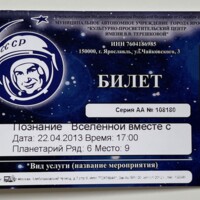 МУНИЦИПАЛЬНОЕ АВТОНОМНОЕ УЧРЕЖДЕНИЕ ГОРОДА
"КУЛЬТУРНО-ПРОСВЕТИТЕЛЬСКИЙ ЦЕНТР
ИМЕНИ В.В. ТЕРЕШКОВОЙ"
ИНН 7604186985
150000, г. Ярославль, ул.Чайковского, 3
СССР
БИЛЕТ
Серия АА №
Познание "Вселенной вместе с
Дата: 22.04.2013 Время: 17:00
Планетарий Ряд: 6 Место: 9
*Вид услуги (название мероприятия)